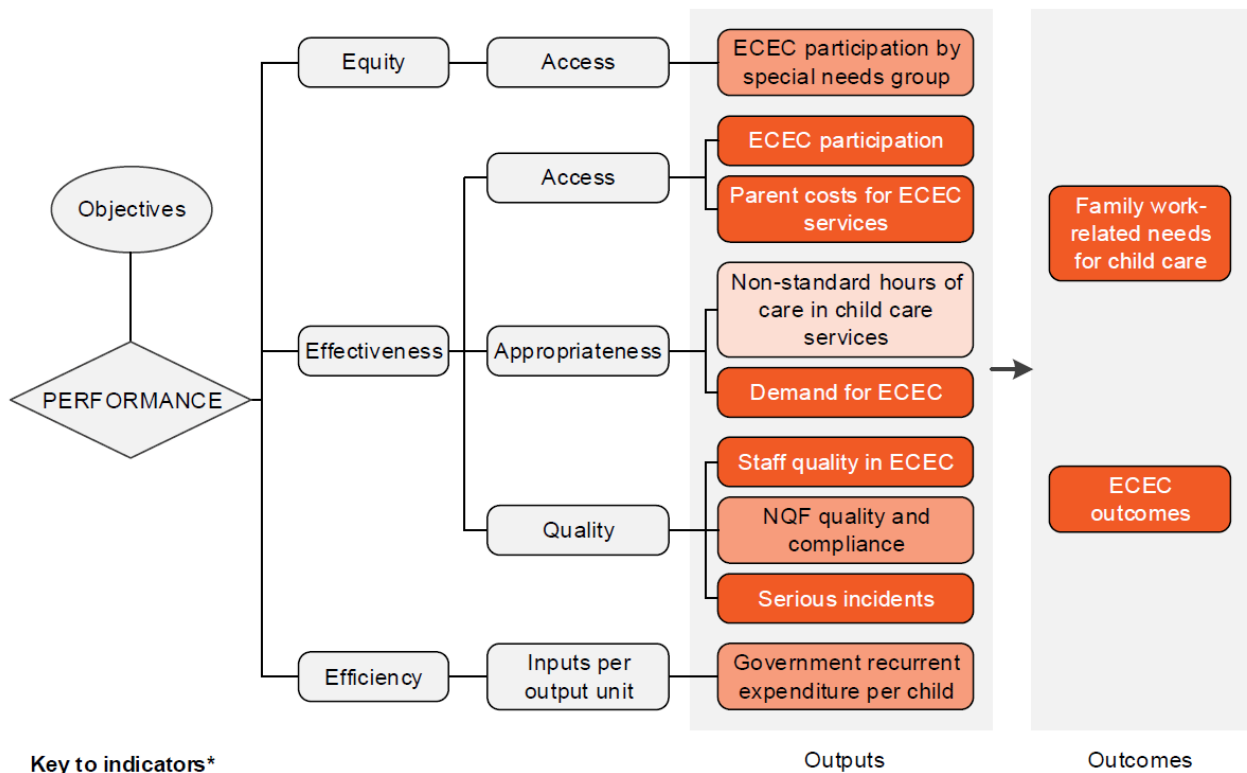 Objectives
PERFORMANCE
Equity
Access
ECEC participation by
special needs group
Effectiveness
Access
ECEC participation
Parent costs for ECEC
services
Appropriateness
Non-standard hours of
care in child care
services
Demand for ECEC
Quality
Staff quality in ECEC
NQF quality and
compliance
Serious incidents
Efficiency
Inputs per
output unit
Government recurrent
expenditure per child
Family work-
related needs
for child care
ECEC
outcomes
Key to indicators*
Outputs
Outcomes